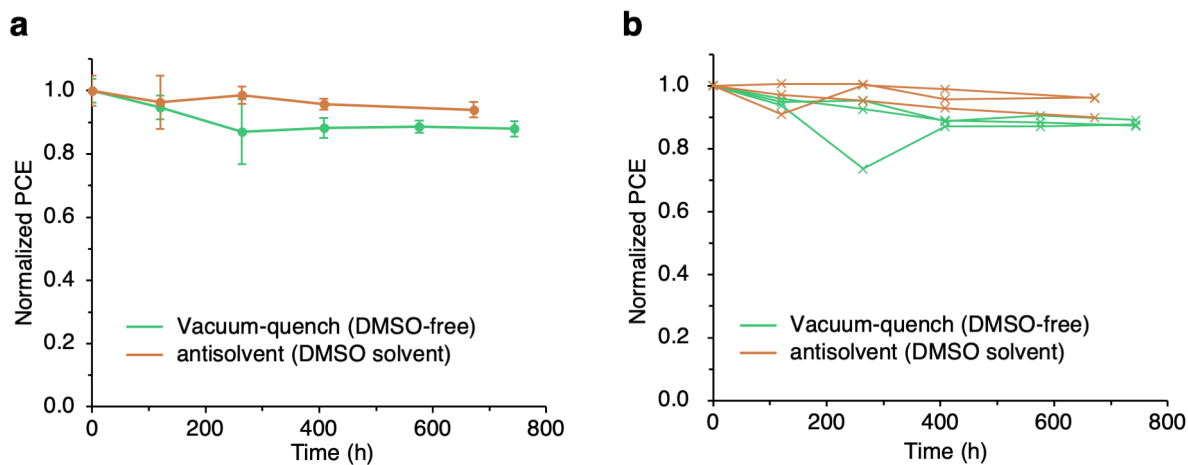 a
1.0
0.8
0.6
0.4
0.2
0.0
Normalized PCE
Vacuum-quench (DMSO-free)
antisolvent (DMSO solvent)
0 200 400 600 800
Time (h)
b
1.0
0.8
0.6
0.4
0.2
0.0
Normalized PCE
Vacuum-quench (DMSO-free)
antisolvent (DMSO solvent)
0 200 400 600 800
Time (h)